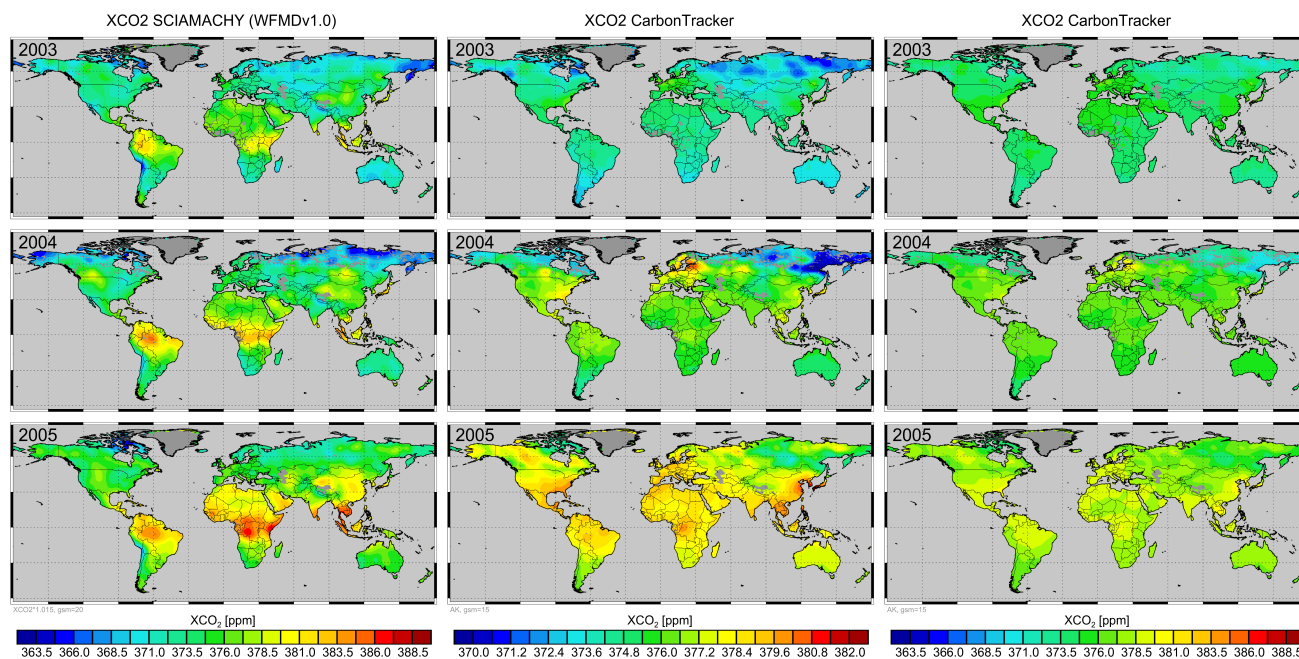 XCO2 SCIAMACHY (WFMDv1.0)
XCO2 CarbonTracker
XCO2 CarbonTracker
2003
2003
2003
2004
2004
2004
2005
2005
2005
XCO2*1.015, gsm=20
AK, gsm=15
AK, gsm=15
XCO₂ [ppm]
XCO₂ [ppm]
XCO₂ [ppm]
363.5 366.0 368.5 371.0 373.5 376.0 378.5 381.0 383.5 386.0 388.5
370.0 371.2 372.4 373.6 374.8 376.0 377.2 378.4 379.6 380.8 382.0
363.5 366.0 368.5 371.0 373.5 376.0 378.5 381.0 383.5 386.0 388.5